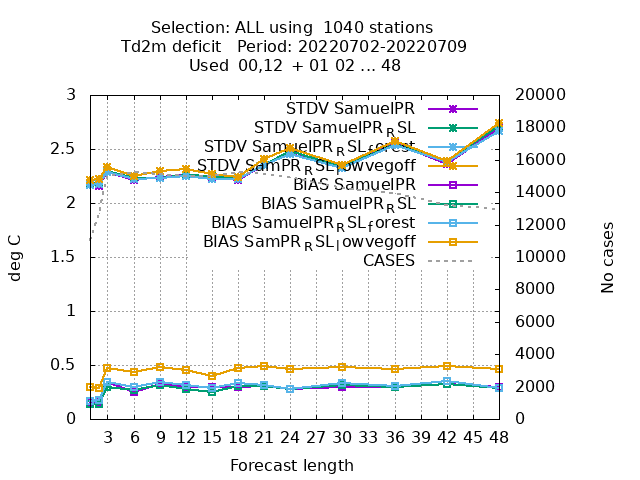 Selection: ALL using 1040 stations
Td2m deficit Period: 20220702-20220709
Used 00,12 + 01 02 ... 48
STDV SamuelPR
STDV SamuelPR_RSL
STDV SamuelPR_RSL_forest
STDV SamPR_RSL_lowvegoff
BIAS SamuelPR
BIAS SamuelPR_RSL
BIAS SamuelPR_RSL_forest
BIAS SamPR_RSL_lowvegoff
CASES
3
2.5
2
1.5
1
0.5
0
deg C
20000
18000
16000
14000
12000
10000
8000
6000
4000
2000
0
No cases
3 6 9 12 15 18 21 24 27 30 33 36 39 42 45 48
Forecast length